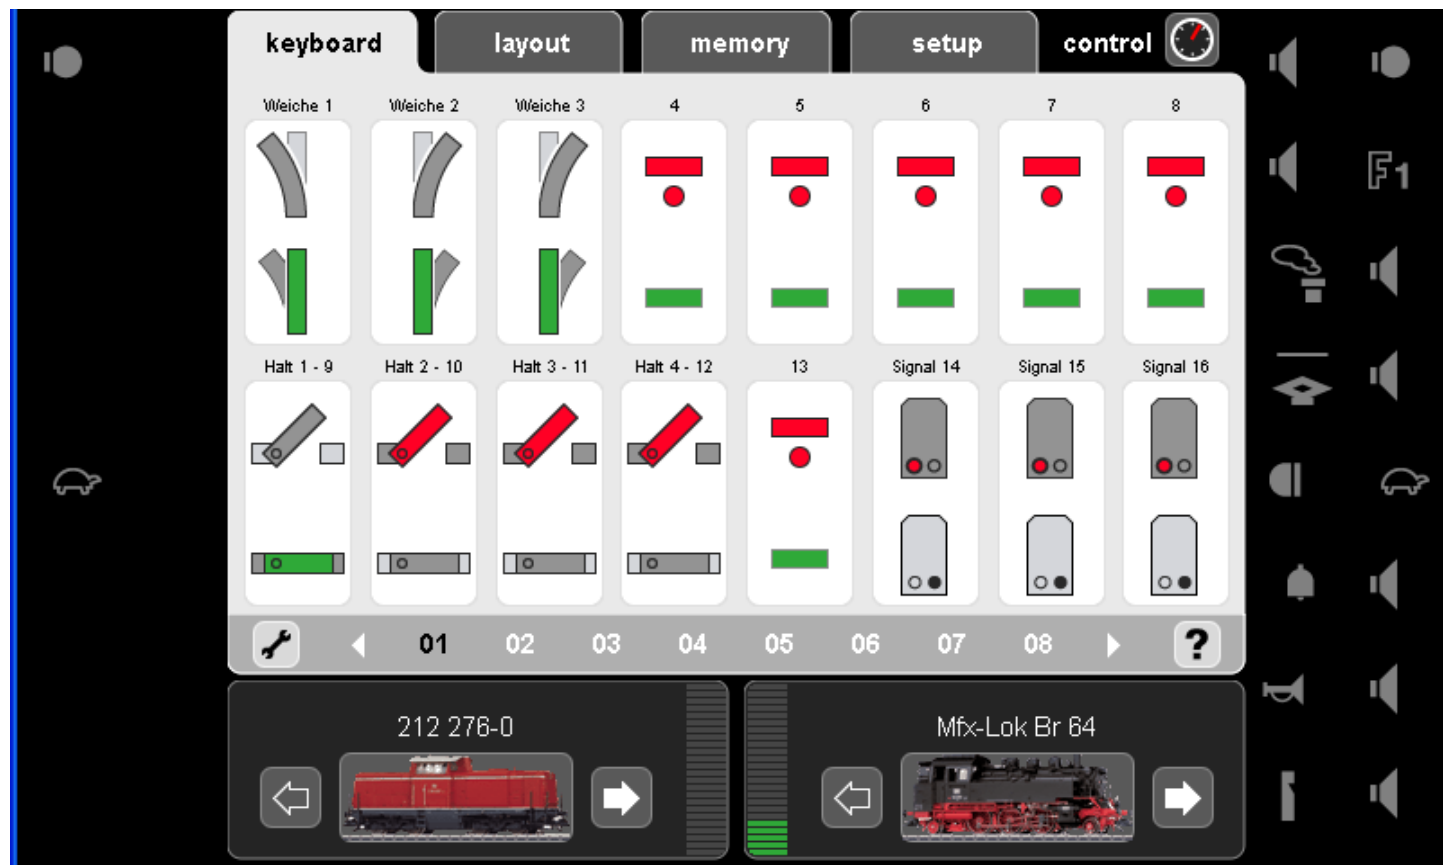 keyboard layout memory setup control
Weiche 1 Weiche 2 Weiche 3 4 5 6 7 8
F1
Halt 1 - 9 Halt 2 - 10 Halt 3 - 11 Halt 4 - 12 13 Signal 14 Signal 15 Signal 16
01 02 03 04 05 06 07 08 ?
212 276-0 Mfx-Lok Br 64